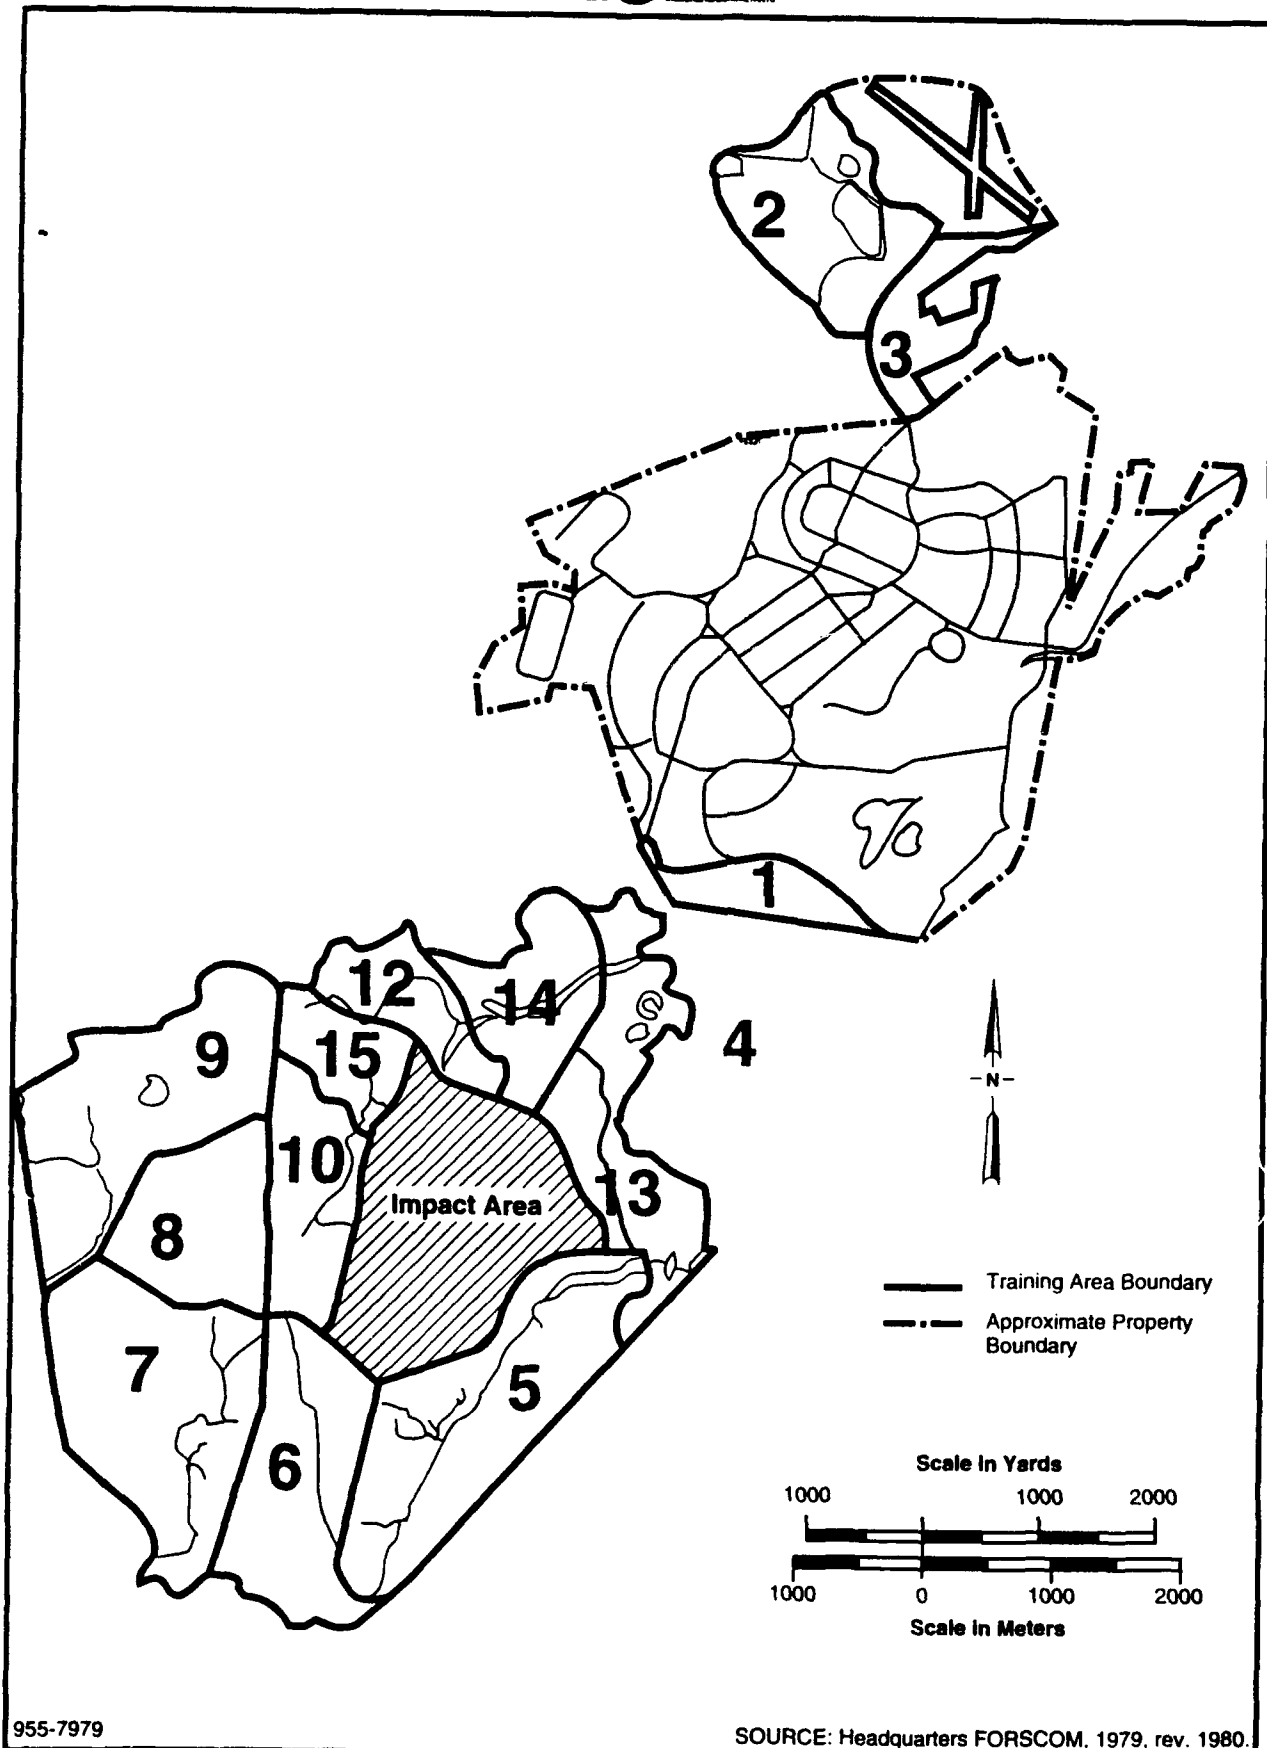 2
3
1
12
14
9
15
4
-N-
10
13
Impact Area
8
Training Area Boundary
Approximate Property
Boundary
7
5
6
Scale In Yards
1000 1000 2000
1000 0 1000 2000
Scale In Meters
955-7979
SOURCE: Headquarters FORSCOM, 1979, rev. 1980.